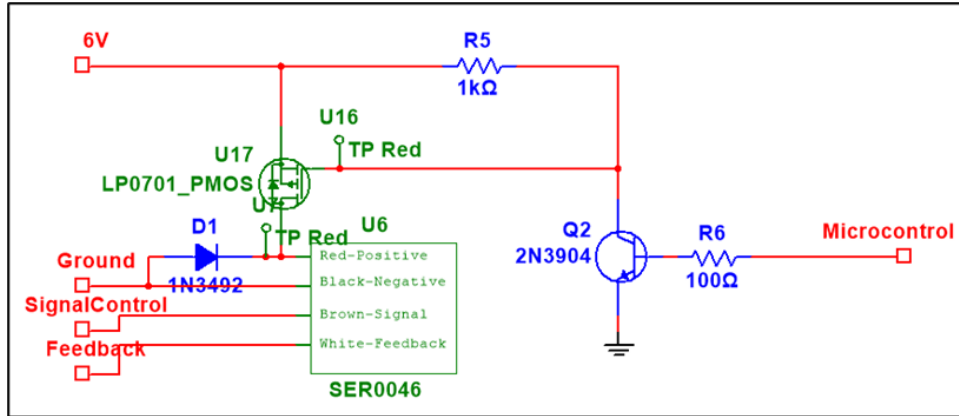 6V
R5
1kΩ
U16
TP Red
U17
LP0701_PMOS
U7
TP Red
U6
D1
1N3492
Ground
SignalControl
Feedback
Red-Positive
Black-Negative
Brown-Signal
White-Feedback
SER0046
Q2
2N3904
R6
100Ω
Microcontrol